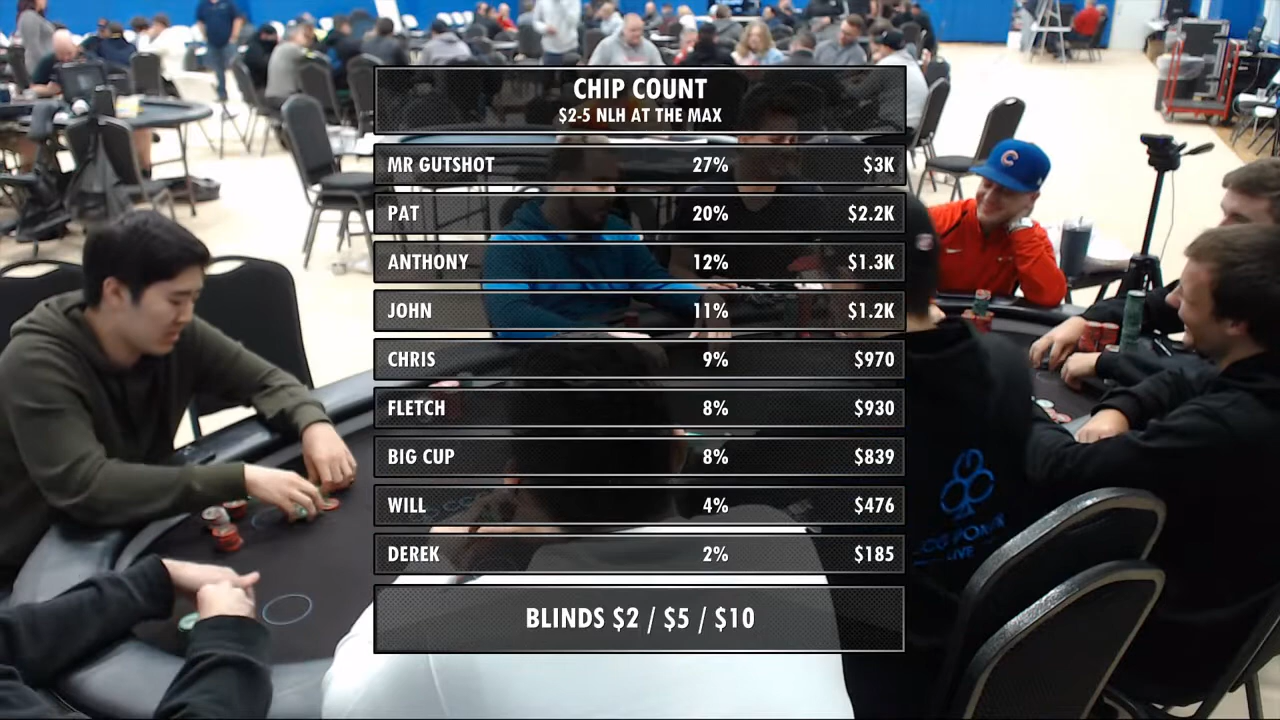 CHIP COUNT
$2-5 NLH AT THE MAX
MR GUTSHOT 27% $3K
PAT 20% $2.2K
ANTHONY 12% $1.3K
JOHN 11% $1.2K
CHRIS 9% $970
FLETCH 8% $930
BIG CUP 8% $839
WILL 4% $476
DEREK 2% $185
BLINDS $2 / $5 / $10
C
LIVE